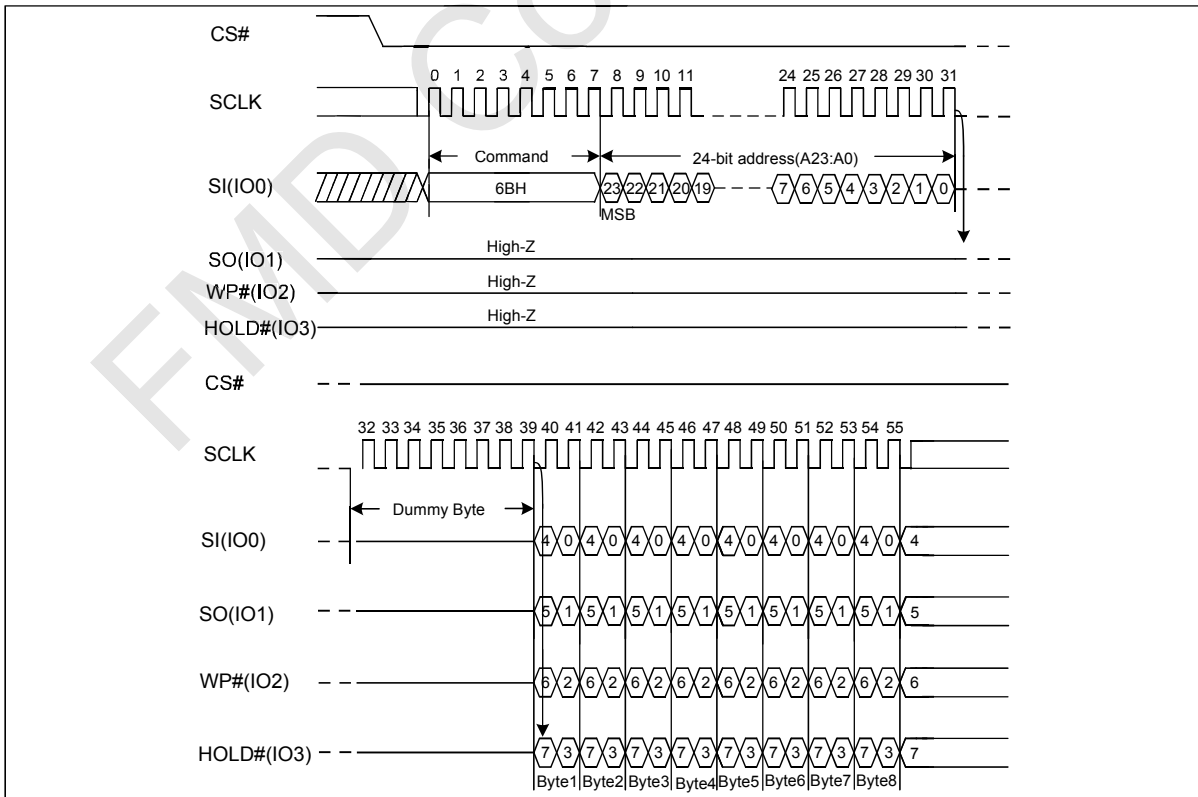 FMD Co
CS#
0 1 2 3 4 5 6 7 8 9 10 11 24 25 26 27 28 29 30 31
SCLK
Command 24-bit address(A23:A0)
SI(IO0) 6BH 23 22 21 20 19 7 6 5 4 3 2 1 0
MSB
High-Z
SO(IO1)
High-Z
WP#(IO2)
High-Z
HOLD#(IO3)
CS#
32 33 34 35 36 37 38 39 40 41 42 43 44 45 46 47 48 49 50 51 52 53 54 55
SCLK
Dummy Byte
SI(IO0) 4 0 4 0 4 0 4 0 4 0 4 0 4 0 4 0 4
SO(IO1) 5 1 5 1 5 1 5 1 5 1 5 1 5 1 5 1 5
WP#(IO2) 6 2 6 2 6 2 6 2 6 2 6 2 6 2 6 2 6
HOLD#(IO3) 7 3 7 3 7 3 7 3 7 3 7 3 7 3 7 3 7
Byte1 Byte2 Byte3 Byte4 Byte5 Byte6 Byte7 Byte8